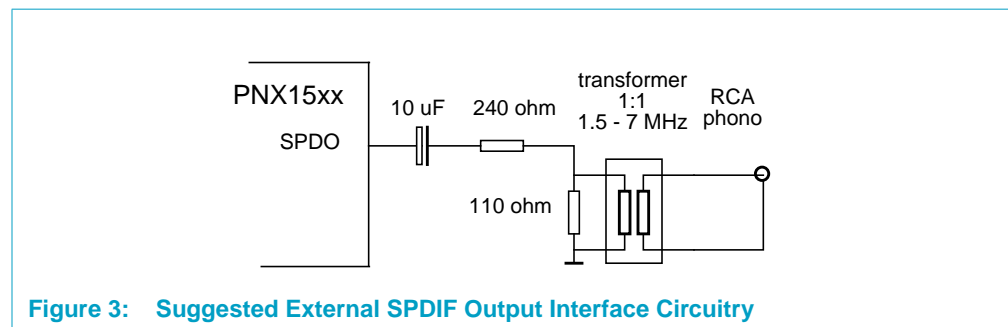 PNX15xx
SPDO
10 uF
240 ohm
110 ohm
transformer
1:1
1.5 - 7 MHz
RCA
phono
Figure 3: Suggested External SPDIF Output Interface Circuitry